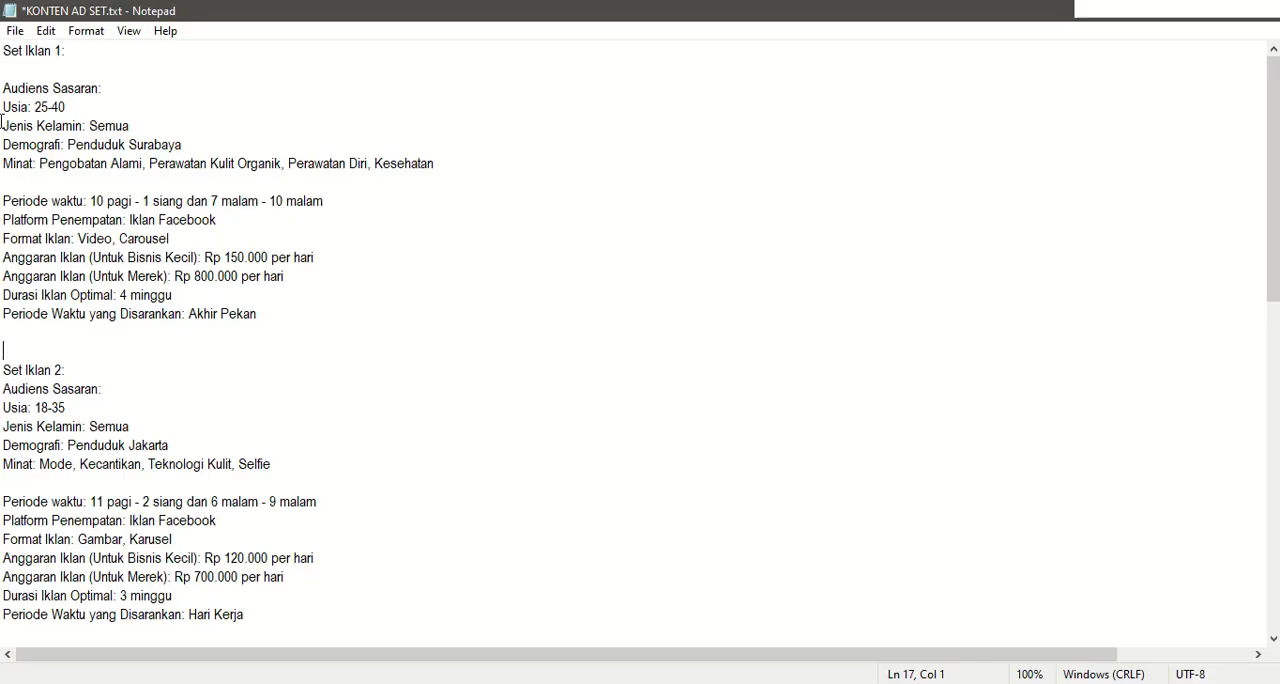 *KONTEN AD SET.txt - Notepad
File Edit Format View Help
Set Iklan 1:
Audiens Sasaran:
Usia: 25-40
Jenis Kelamin: Semua
Demografi: Penduduk Surabaya
Minat: Pengobatan Alami, Perawatan Kulit Organik, Perawatan Diri, Kesehatan
Periode waktu: 10 pagi - 1 siang dan 7 malam - 10 malam
Platform Penempatan: Iklan Facebook
Format Iklan: Video, Carousel
Anggaran Iklan (Untuk Bisnis Kecil): Rp 150.000 per hari
Anggaran Iklan (Untuk Merek): Rp 800.000 per hari
Durasi Iklan Optimal: 4 minggu
Periode Waktu yang Disarankan: Akhir Pekan
Set Iklan 2:
Audiens Sasaran:
Usia: 18-35
Jenis Kelamin: Semua
Demografi: Penduduk Jakarta
Minat: Mode, Kecantikan, Teknologi Kulit, Selfie
Periode waktu: 11 pagi - 2 siang dan 6 malam - 9 malam
Platform Penempatan: Iklan Facebook
Format Iklan: Gambar, Karusel
Anggaran Iklan (Untuk Bisnis Kecil): Rp 120.000 per hari
Anggaran Iklan (Untuk Merek): Rp 700.000 per hari
Durasi Iklan Optimal: 3 minggu
Periode Waktu yang Disarankan: Hari Kerja
Ln 17, Col 1 100% Windows (CRLF) UTF-8